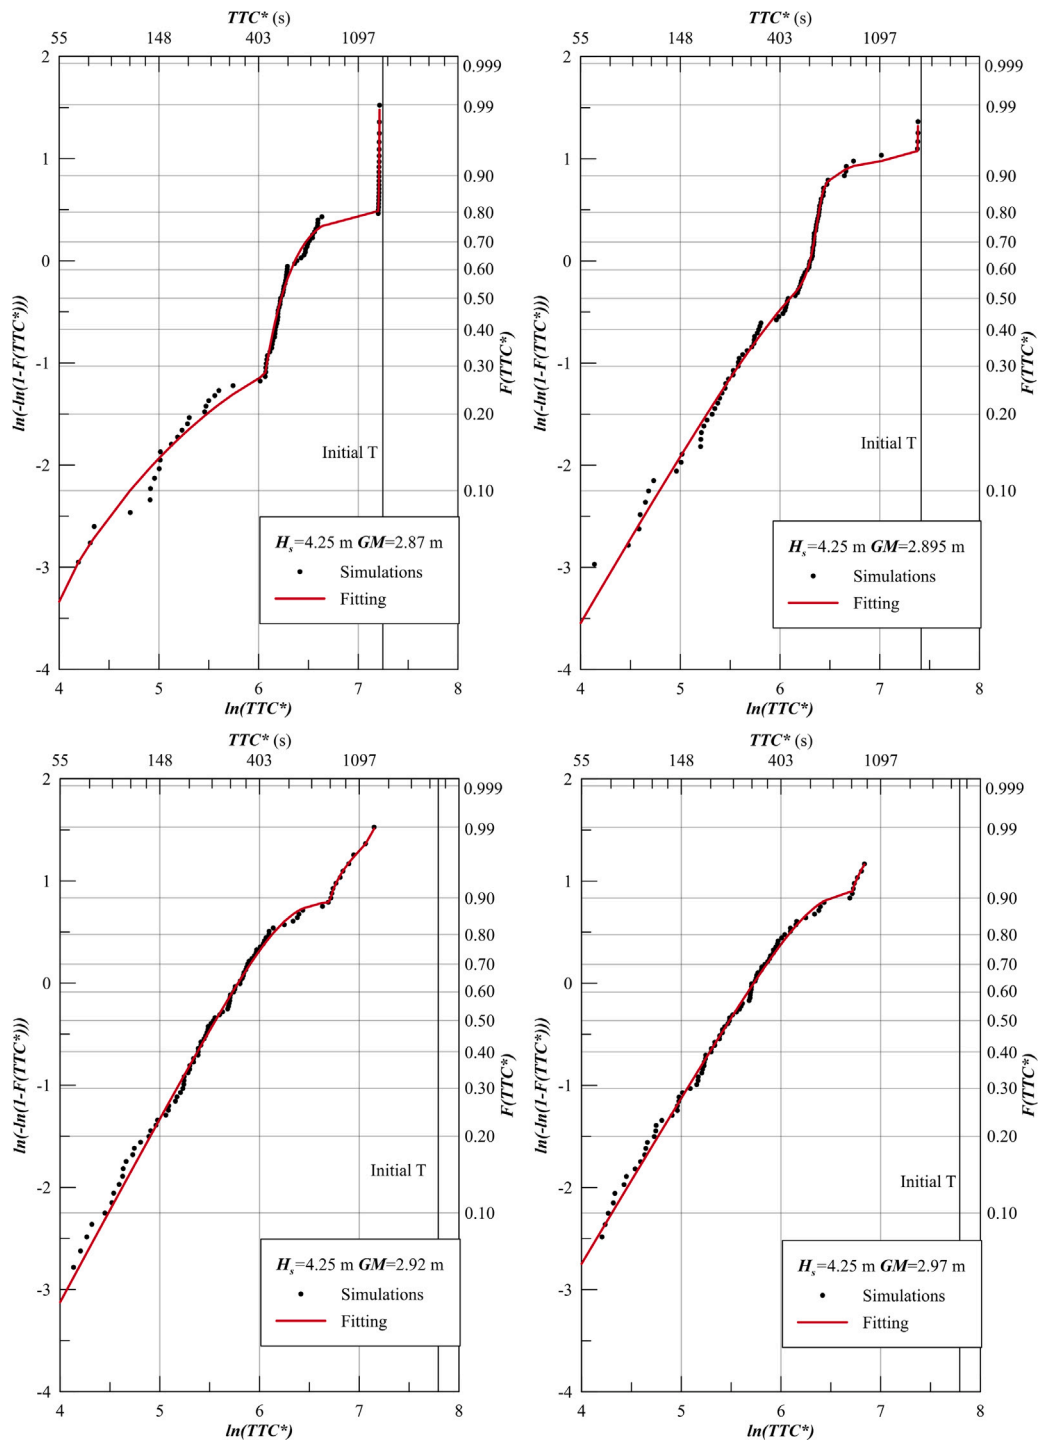 TTC* (s)
55 148 403 1097
2
1
0
-1
-2
-3
-4
ln(-ln(1-F(TTC*)))
0.999
0.99
0.90
0.80
0.70
0.60
0.50
0.40
0.30
0.20
0.10
F(TTC*)
Initial T
Hs=4.25 m GM=2.87 m
Simulations
Fitting
4 5 6 7 8
ln(TTC*)
TTC* (s)
55 148 403 1097
2
1
0
-1
-2
-3
-4
ln(-ln(1-F(TTC*)))
0.999
0.99
0.90
0.80
0.70
0.60
0.50
0.40
0.30
0.20
0.10
F(TTC*)
Initial T
Hs=4.25 m GM=2.895 m
Simulations
Fitting
4 5 6 7 8
ln(TTC*)
TTC* (s)
55 148 403 1097
2
1
0
-1
-2
-3
-4
ln(-ln(1-F(TTC*)))
0.999
0.99
0.90
0.80
0.70
0.60
0.50
0.40
0.30
0.20
0.10
F(TTC*)
Initial T
Hs=4.25 m GM=2.92 m
Simulations
Fitting
4 5 6 7 8
ln(TTC*)
TTC* (s)
55 148 403 1097
2
1
0
-1
-2
-3
-4
ln(-ln(1-F(TTC*)))
0.999
0.99
0.90
0.80
0.70
0.60
0.50
0.40
0.30
0.20
0.10
F(TTC*)
Initial T
Hs=4.25 m GM=2.97 m
Simulations
Fitting
4 5 6 7 8
ln(TTC*)